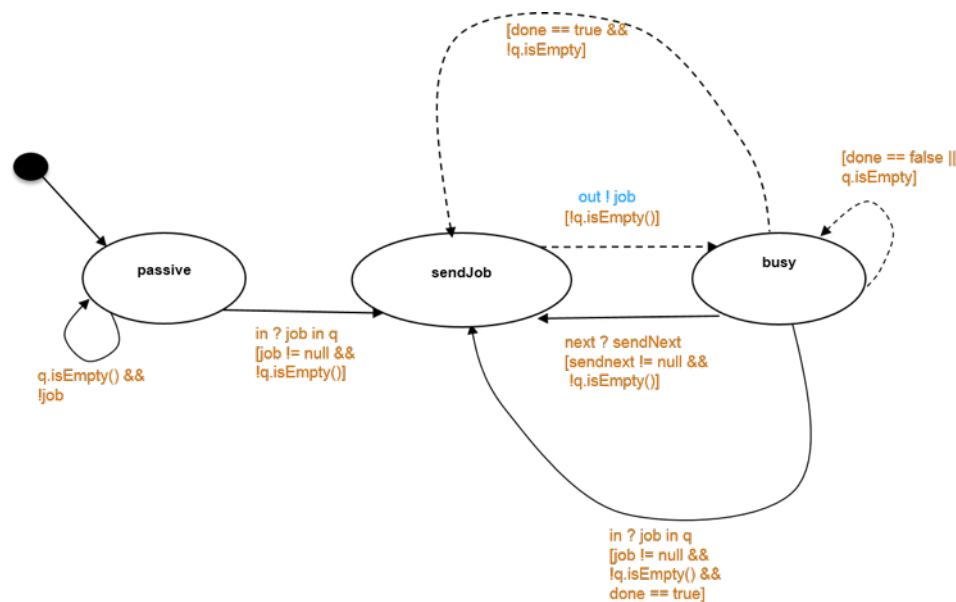 [done == true &&
!q.isEmpty]
[done == false ||
q.isEmpty]
out ! job
[!q.isEmpty()]
passive
sendJob
busy
in ? job in q
[job != null &&
!q.isEmpty()]
next ? sendNext
[sendnext != null &&
!q.isEmpty()]
q.isEmpty() &&
!job
in ? job in q
[job != null &&
!q.isEmpty() &&
done == true]